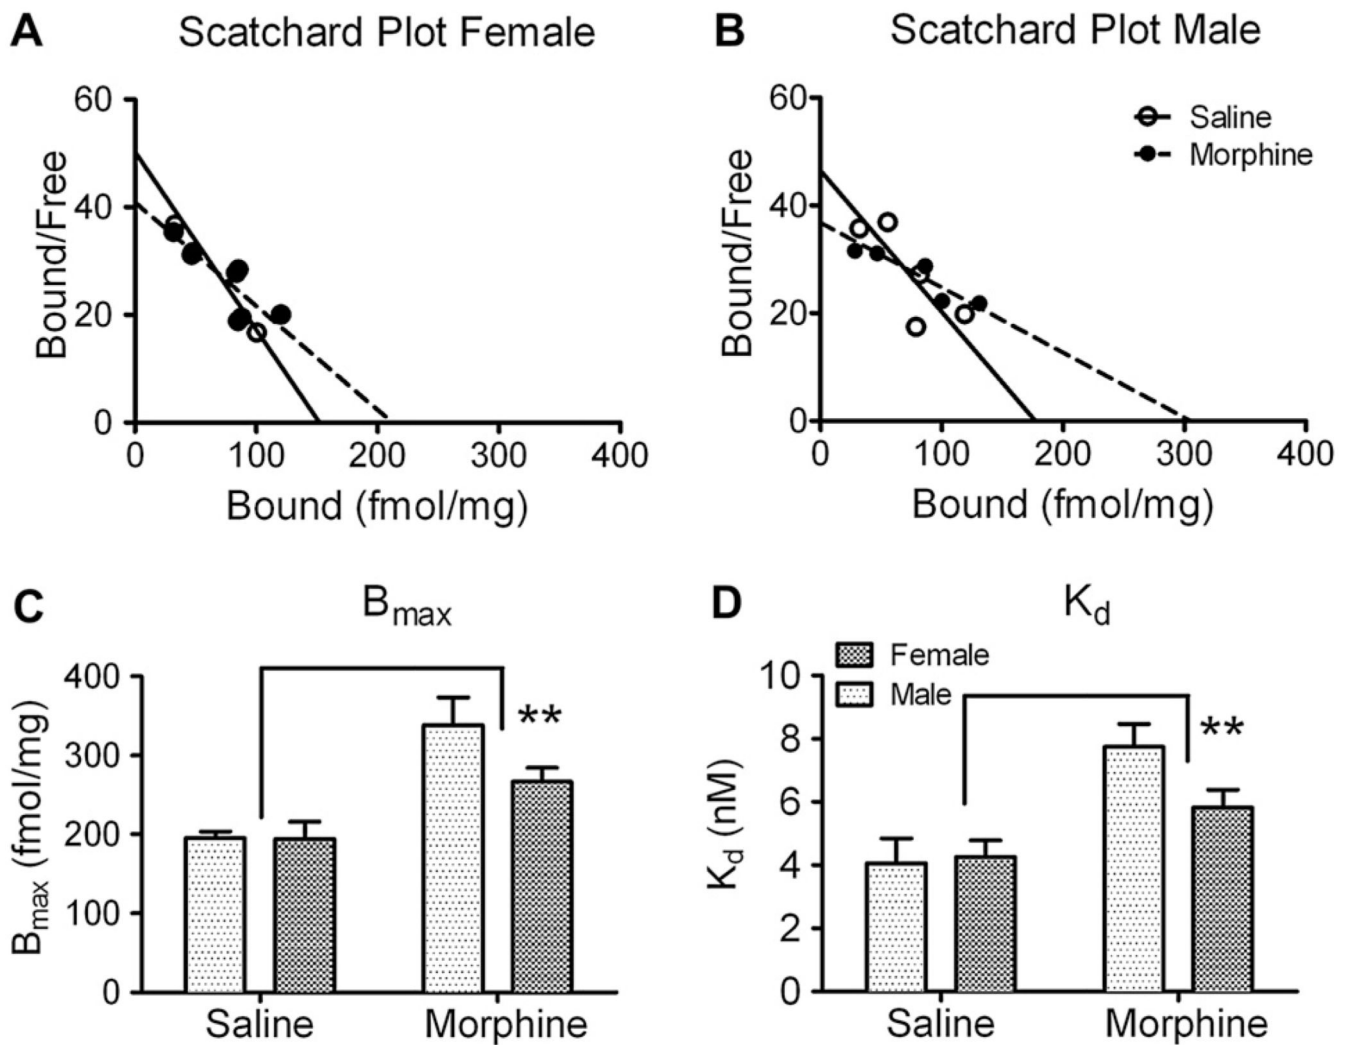 A Scatchard Plot Female
60
40
20
0
0 100 200 300 400
Bound/Free
Bound (fmol/mg)
B Scatchard Plot Male
60
40
20
0
0 100 200 300 400
Bound/Free
Bound (fmol/mg)
Saline
Morphine
C Bmax
400
300
200
100
0
Bmax (fmol/mg)
**
Saline Morphine
D Kd
Female
Male
10
8
6
4
2
0
Kd (nM)
**
Saline Morphine